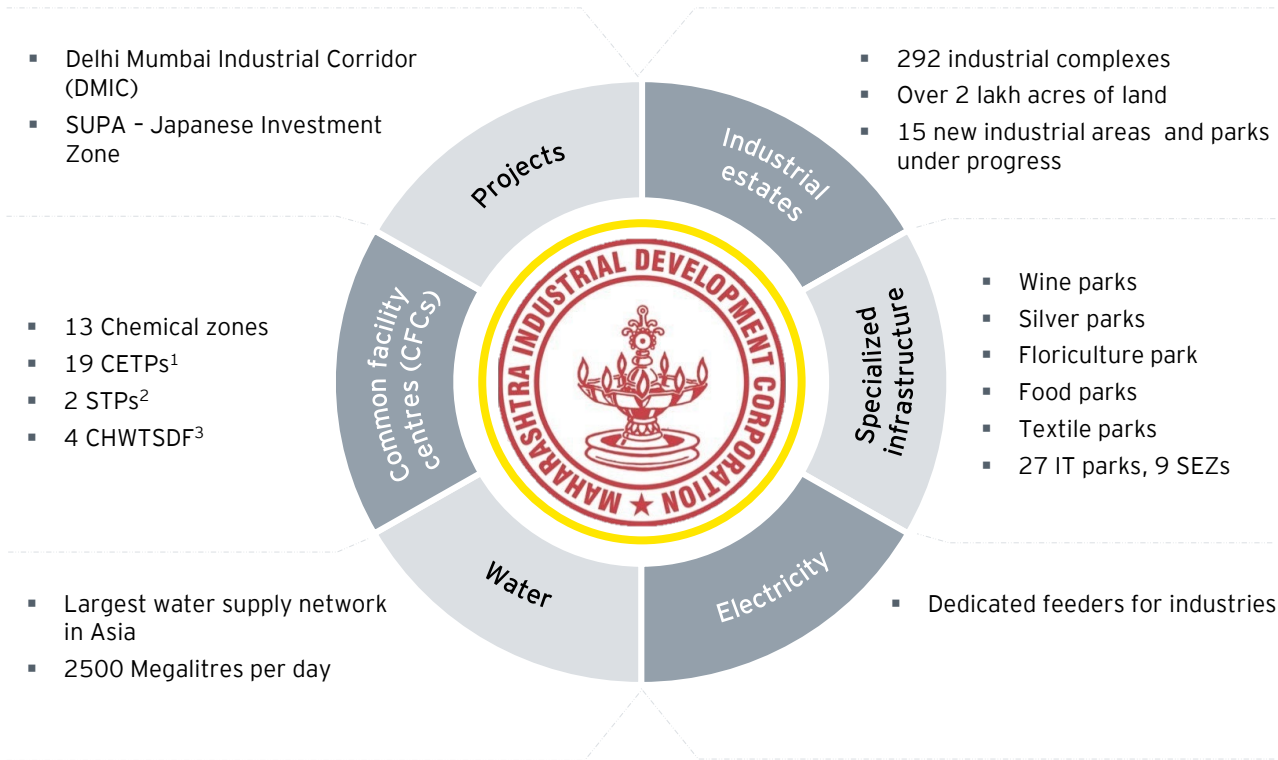 Delhi Mumbai Industrial Corridor
(DMIC)
SUPA – Japanese Investment
Zone
292 industrial complexes
Over 2 lakh acres of land
15 new industrial areas and parks
under progress
Projects
Industrial
estates
13 Chemical zones
19 CETPs¹
2 STPs²
4 CHWTSDF³
Common facility
centres (CFCs)
MAHARASHTRA INDUSTRIAL DEVELOPMENT CORPORATION ★
Specialized
infrastructure
Wine parks
Silver parks
Floriculture park
Food parks
Textile parks
27 IT parks, 9 SEZs
Water
Electricity
Largest water supply network
in Asia
2500 Megalitres per day
Dedicated feeders for industries